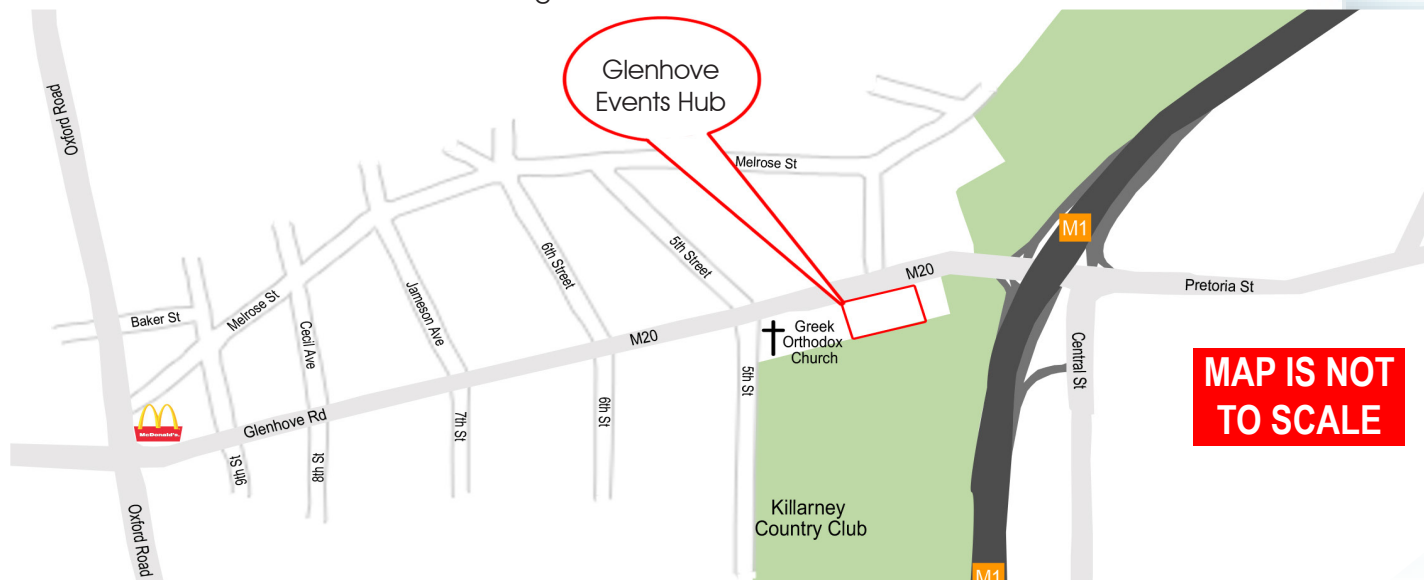 Glenhove
Events Hub
Oxford Road
Melrose St
M1
6th Street
5th Street
M20
Pretoria St
Baker St
Melrose St
Cecil Ave
Jameson Ave
M20
Greek
Orthodox
Church
Central St
5th St
MAP IS NOT
TO SCALE
McDonald's.
Glenhove Rd
7th St
6th St
9th St
8th St
Oxford Road
Killarney
Country Club
M1